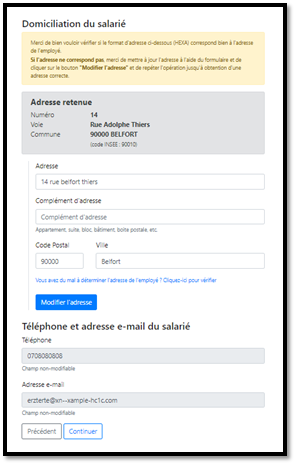 Domiciliation du salarié
Merci de bien vouloir vérifier si le format d'adresse ci-dessous (HEXA) correspond bien à l'adresse
de l'employé.
Si l'adresse ne correspond pas, merci de mettre à jour l'adresse à l'aide du formulaire et de
cliquer sur le bouton "Modifier l'adresse" et de repéter l'opération jusqu'à obtention d'une
adresse correcte.
Adresse retenue
Numéro 14
Voie Rue Adolphe Thiers
Commune 90000 BELFORT
(code INSEE : 90010)
Adresse
14 rue belfort thiers
Complément d'adresse
Complément d'adresse
Appartement, suite, bloc, bâtiment, boite postale, etc.
Code Postal Ville
90000 Belfort
Vous avez du mal à déterminer l'adresse de l'employé ? Cliquez-ici pour vérifier
Modifier l'adresse
Téléphone et adresse e-mail du salarié
Téléphone
0708080808
Champ non-modifiable
Adresse e-mail
erzterte@xn--xample-hc1c.com
Champ non-modifiable
Précédent Continuer